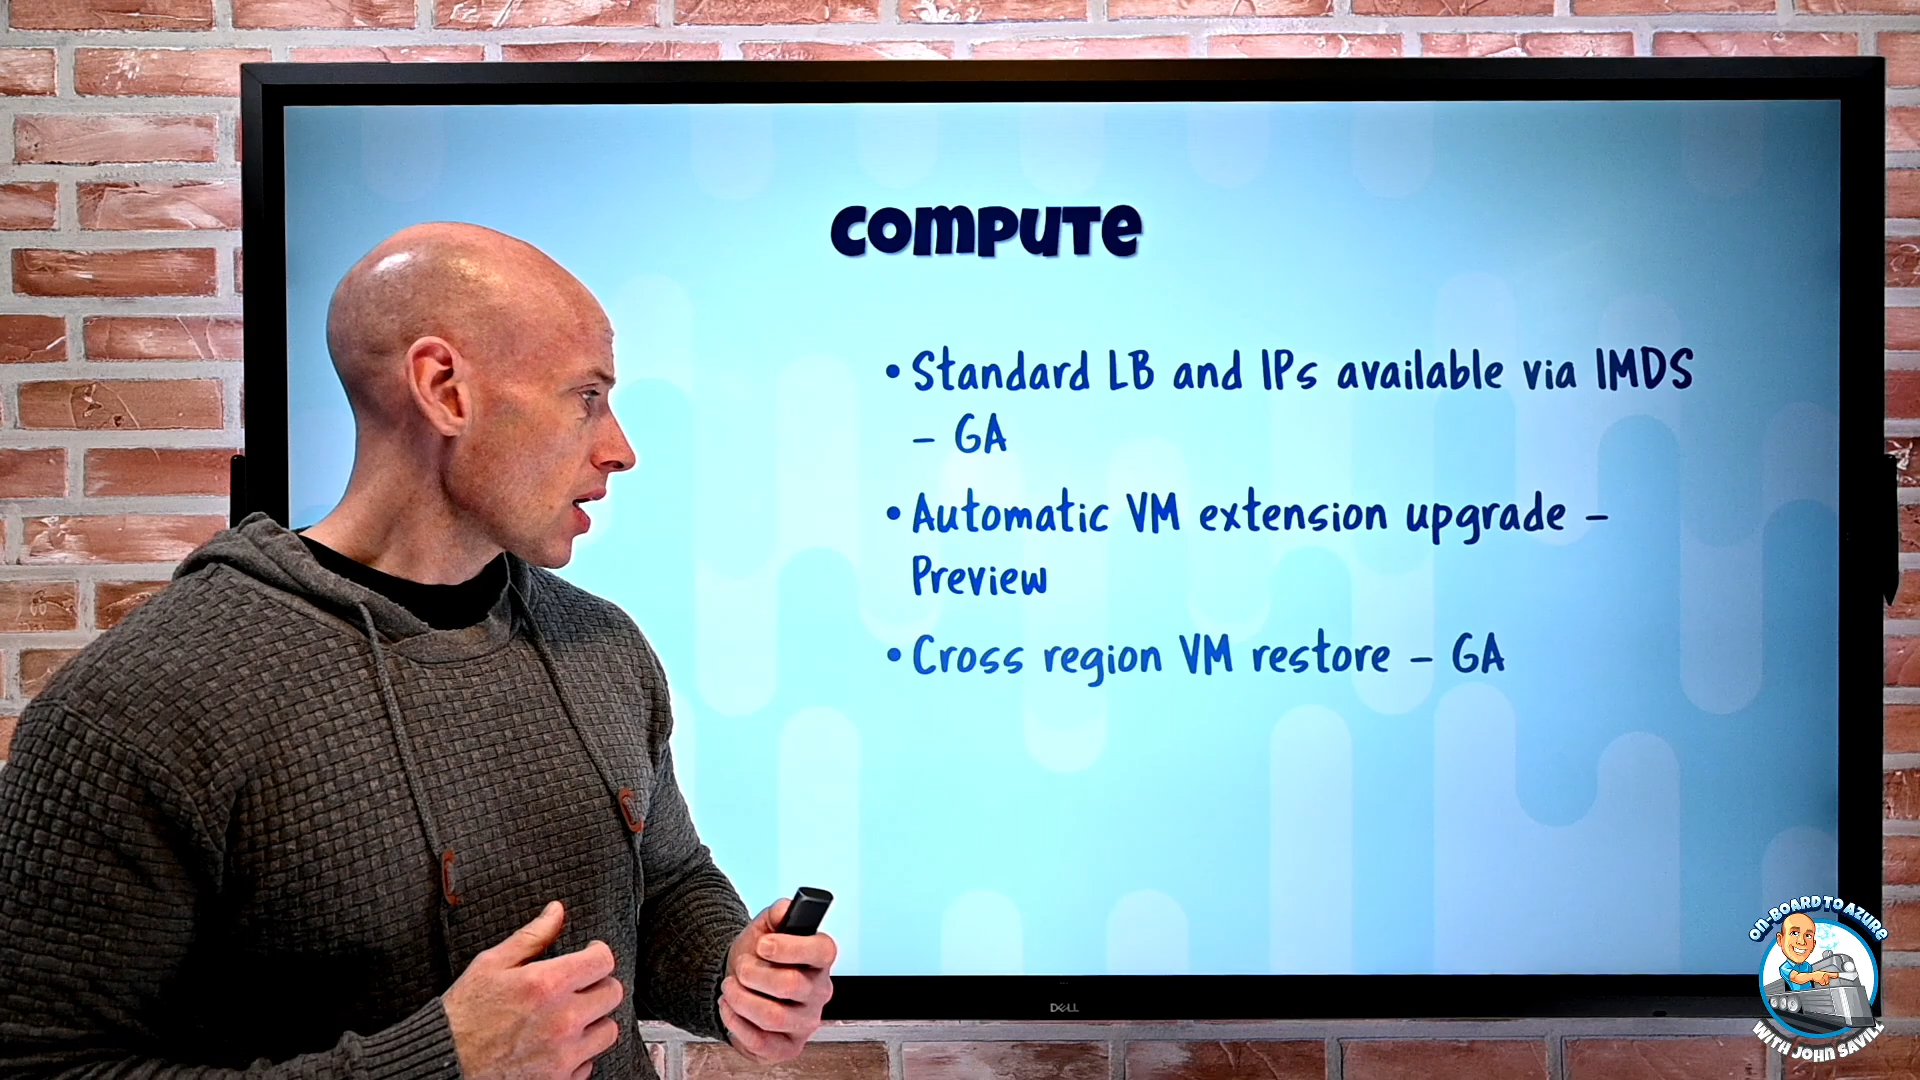 Compute
• Standard LB and IPs available via IMDS
– GA
• Automatic VM extension upgrade –
Preview
• Cross region VM restore – GA
DELL
ON-BOARD TO AZURE
WITH JOHN SAVILL